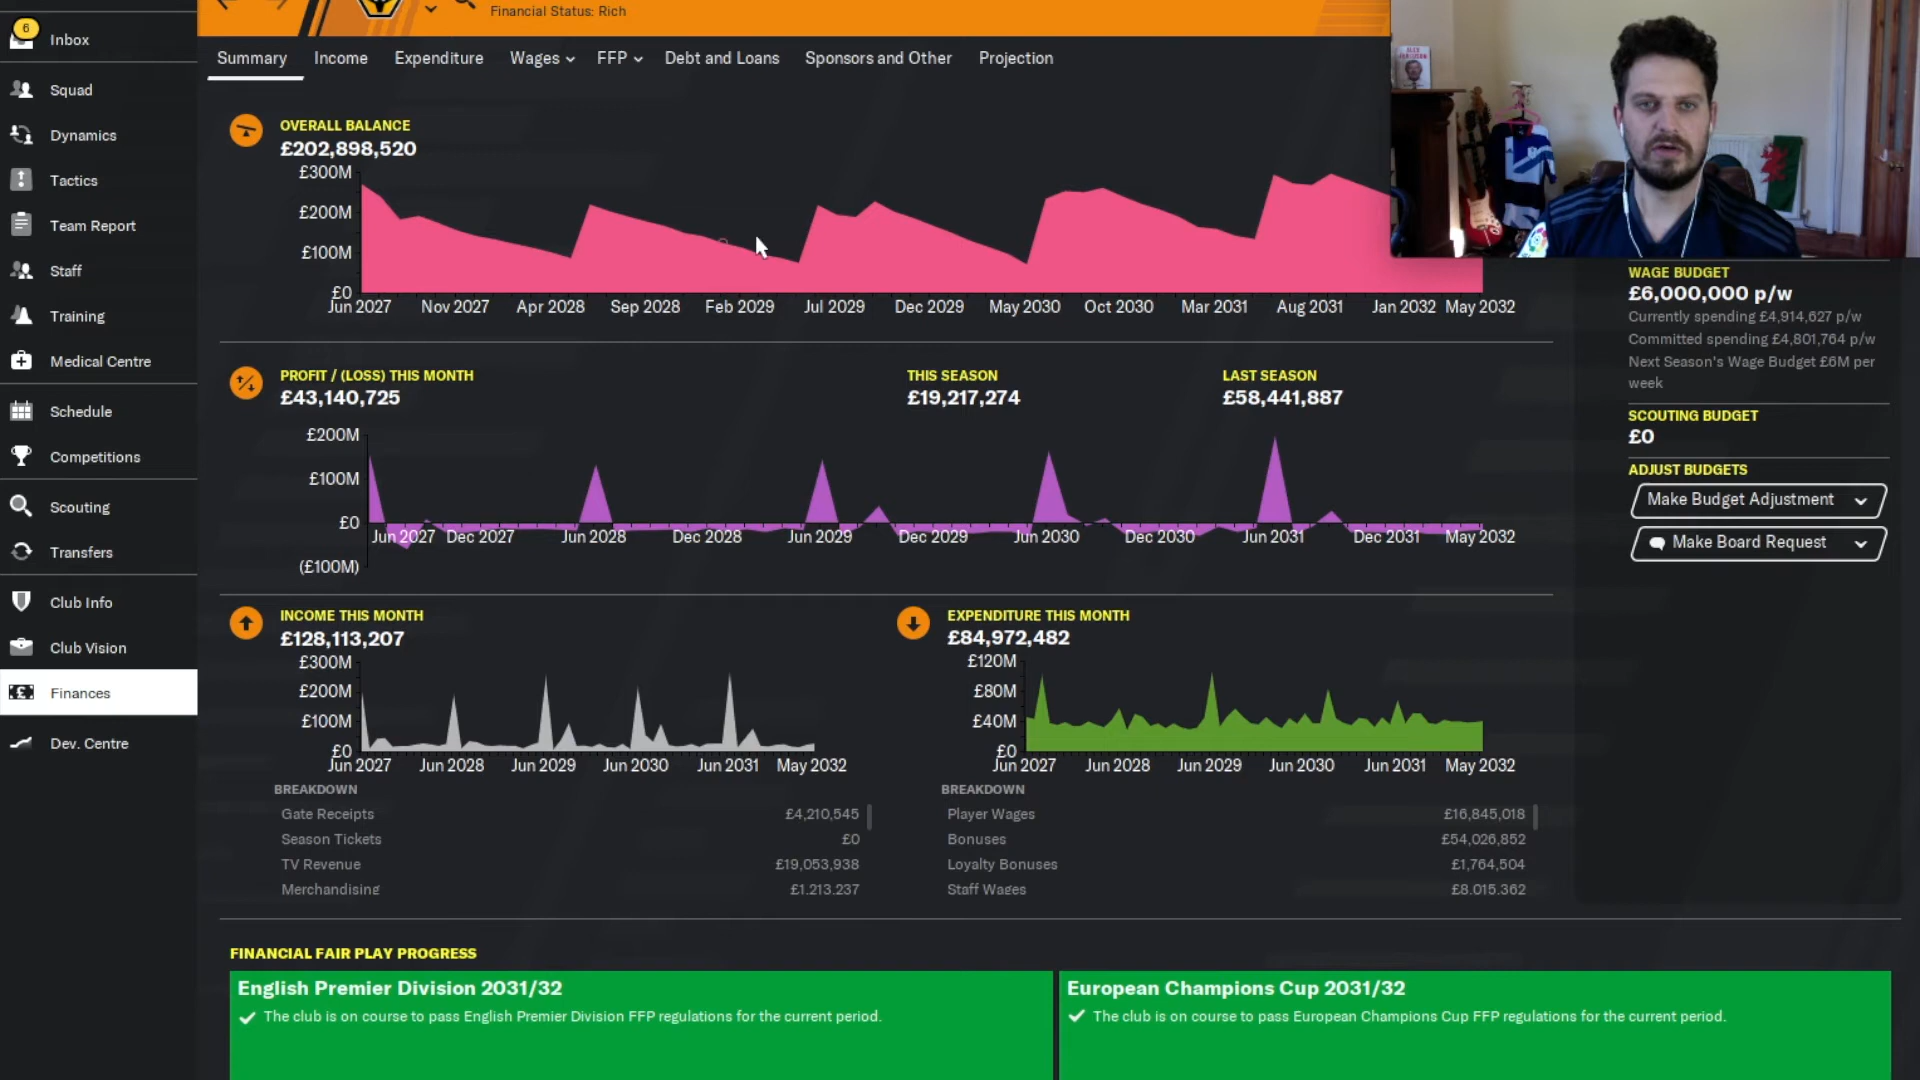 6
Inbox
Squad
Dynamics
Tactics
Team Report
Staff
Training
Medical Centre
Schedule
Competitions
Scouting
Transfers
Club Info
Club Vision
Finances
Dev. Centre
Financial Status: Rich
Summary Income Expenditure Wages FFP Debt and Loans Sponsors and Other Projection
OVERALL BALANCE
£202,898,520
£300M
£200M
£100M
£0
Jun 2027 Nov 2027 Apr 2028 Sep 2028 Feb 2029 Jul 2029 Dec 2029 May 2030 Oct 2030 Mar 2031 Aug 2031 Jan 2032 May 2032
PROFIT / (LOSS) THIS MONTH
£43,140,725
THIS SEASON
£19,217,274
LAST SEASON
£58,441,887
£200M
£100M
£0
(£100M)
Jun 2027 Dec 2027 Jun 2028 Dec 2028 Jun 2029 Dec 2029 Jun 2030 Dec 2030 Jun 2031 Dec 2031 May 2032
INCOME THIS MONTH
£128,113,207
£300M
£200M
£100M
£0
Jun 2027 Jun 2028 Jun 2029 Jun 2030 Jun 2031 May 2032
BREAKDOWN
Gate Receipts £4,210,545
Season Tickets £0
TV Revenue £19,053,938
Merchandising £1,213,237
EXPENDITURE THIS MONTH
£84,972,482
£120M
£80M
£40M
£0
Jun 2027 Jun 2028 Jun 2029 Jun 2030 Jun 2031 May 2032
BREAKDOWN
Player Wages £16,845,018
Bonuses £54,026,852
Loyalty Bonuses £1,764,504
Staff Wages £8,015,362
WAGE BUDGET
£6,000,000 p/w
Currently spending £4,914,627 p/w
Committed spending £4,801,764 p/w
Next Season's Wage Budget £6M per
week
SCOUTING BUDGET
£0
ADJUST BUDGETS
Make Budget Adjustment
Make Board Request
FINANCIAL FAIR PLAY PROGRESS
English Premier Division 2031/32
The club is on course to pass English Premier Division FFP regulations for the current period.
European Champions Cup 2031/32
The club is on course to pass European Champions Cup FFP regulations for the current period.